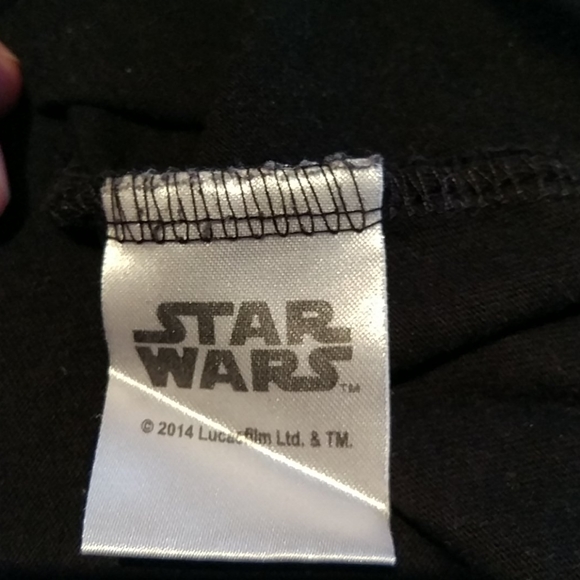 STAR
WARS™
© 2014 Lucasfilm Ltd. & TM.